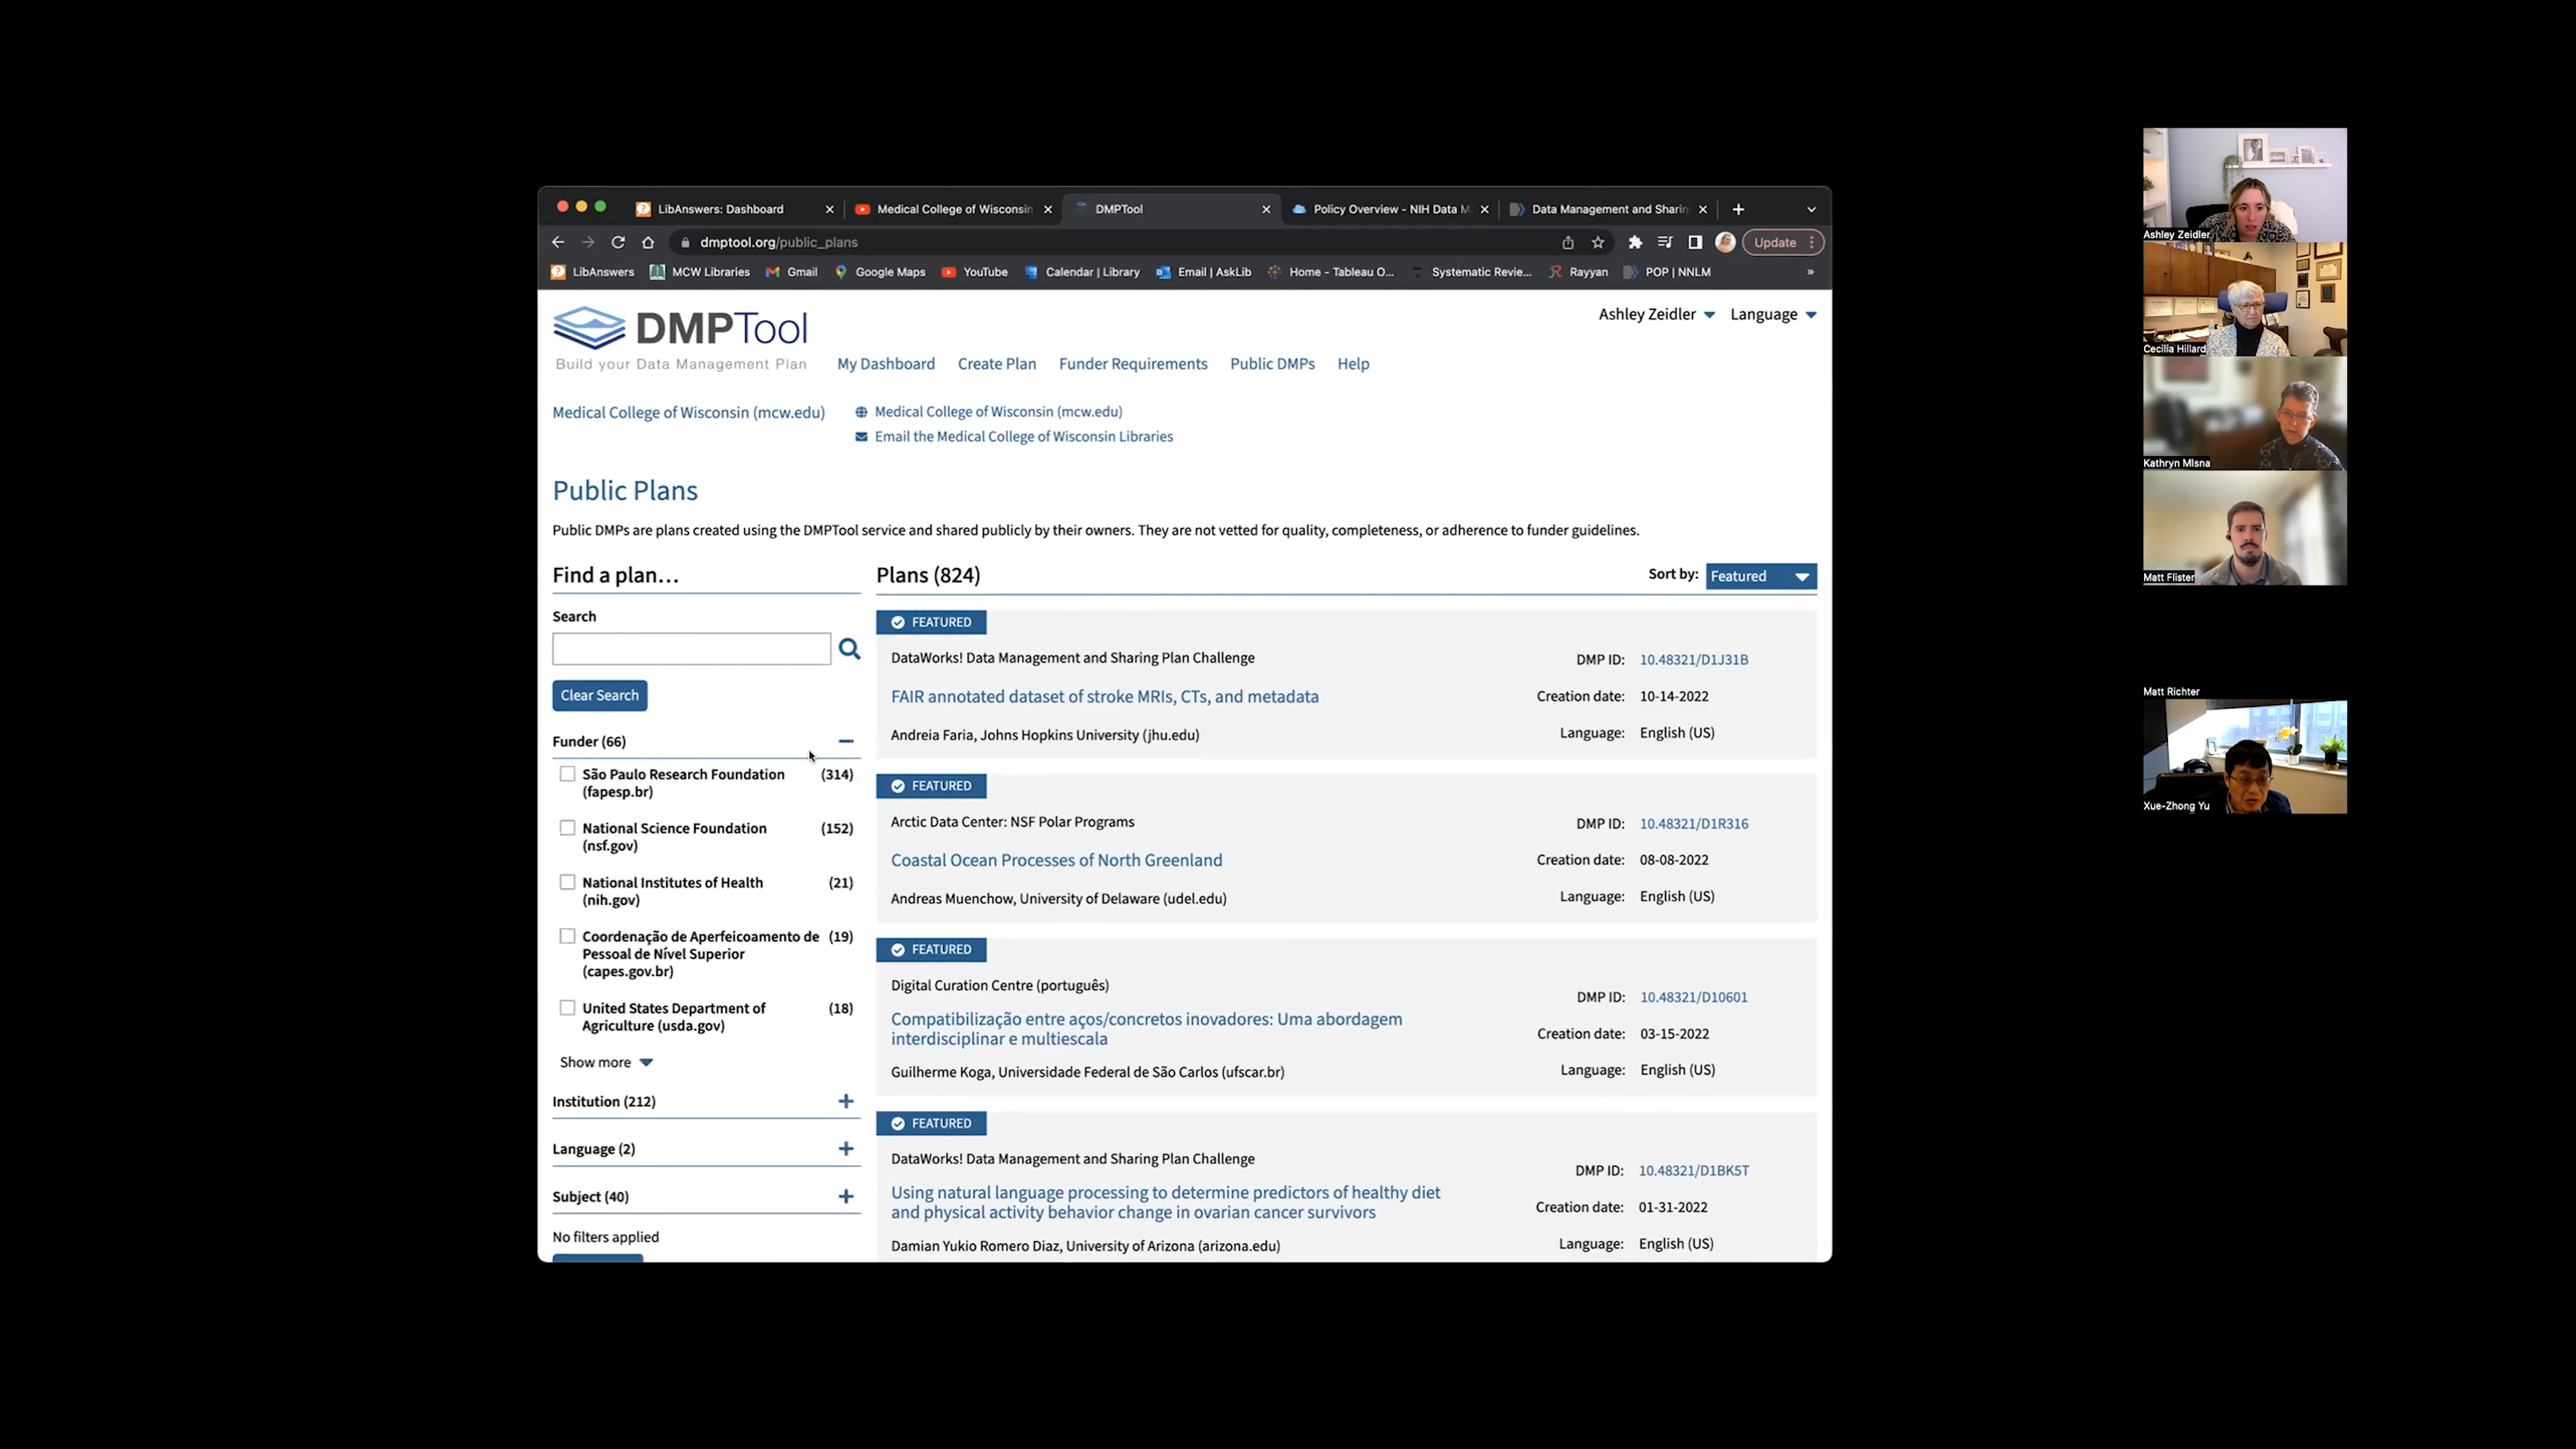 LibAnswers: Dashboard
Medical College of Wisconsin
DMPTool
Policy Overview - NIH Data M
Data Management and Sharin
dmptool.org/public_plans
Update
LibAnswers
MCW Libraries
Gmail
Google Maps
YouTube
Calendar | Library
Email | AskLib
Home - Tableau O...
Systematic Revie...
Rayyan
POP | NNLM
»
DMPTool
Build your Data Management Plan
Ashley Zeidler
Language
My Dashboard
Create Plan
Funder Requirements
Public DMPs
Help
Medical College of Wisconsin (mcw.edu)
Medical College of Wisconsin (mcw.edu)
Email the Medical College of Wisconsin Libraries
Public Plans
Public DMPs are plans created using the DMPTool service and shared publicly by their owners. They are not vetted for quality, completeness, or adherence to funder guidelines.
Find a plan...
Search
Clear Search
Funder (66)
São Paulo Research Foundation (314)
(fapesp.br)
National Science Foundation (152)
(nsf.gov)
National Institutes of Health (21)
(nih.gov)
Coordenação de Aperfeicoamento de (19)
Pessoal de Nível Superior
(capes.gov.br)
United States Department of (18)
Agriculture (usda.gov)
Show more
Institution (212)
Language (2)
Subject (40)
No filters applied
Plans (824)
Sort by: Featured
FEATURED
DataWorks! Data Management and Sharing Plan Challenge
FAIR annotated dataset of stroke MRIs, CTs, and metadata
Andreia Faria, Johns Hopkins University (jhu.edu)
DMP ID: 10.48321/D1J31B
Creation date: 10-14-2022
Language: English (US)
FEATURED
Arctic Data Center: NSF Polar Programs
Coastal Ocean Processes of North Greenland
Andreas Muenchow, University of Delaware (udel.edu)
DMP ID: 10.48321/D1R316
Creation date: 08-08-2022
Language: English (US)
FEATURED
Digital Curation Centre (português)
Compatibilização entre aços/concretos inovadores: Uma abordagem
interdisciplinar e multiescala
Guilherme Koga, Universidade Federal de São Carlos (ufscar.br)
DMP ID: 10.48321/D10601
Creation date: 03-15-2022
Language: English (US)
FEATURED
DataWorks! Data Management and Sharing Plan Challenge
Using natural language processing to determine predictors of healthy diet
and physical activity behavior change in ovarian cancer survivors
Damian Yukio Romero Diaz, University of Arizona (arizona.edu)
DMP ID: 10.48321/D1BK5T
Creation date: 01-31-2022
Language: English (US)
Ashley Zeidler
Cecilia Hillard
Kathryn Misna
Matt Flister
Matt Richter
Xue-Zhong Yu